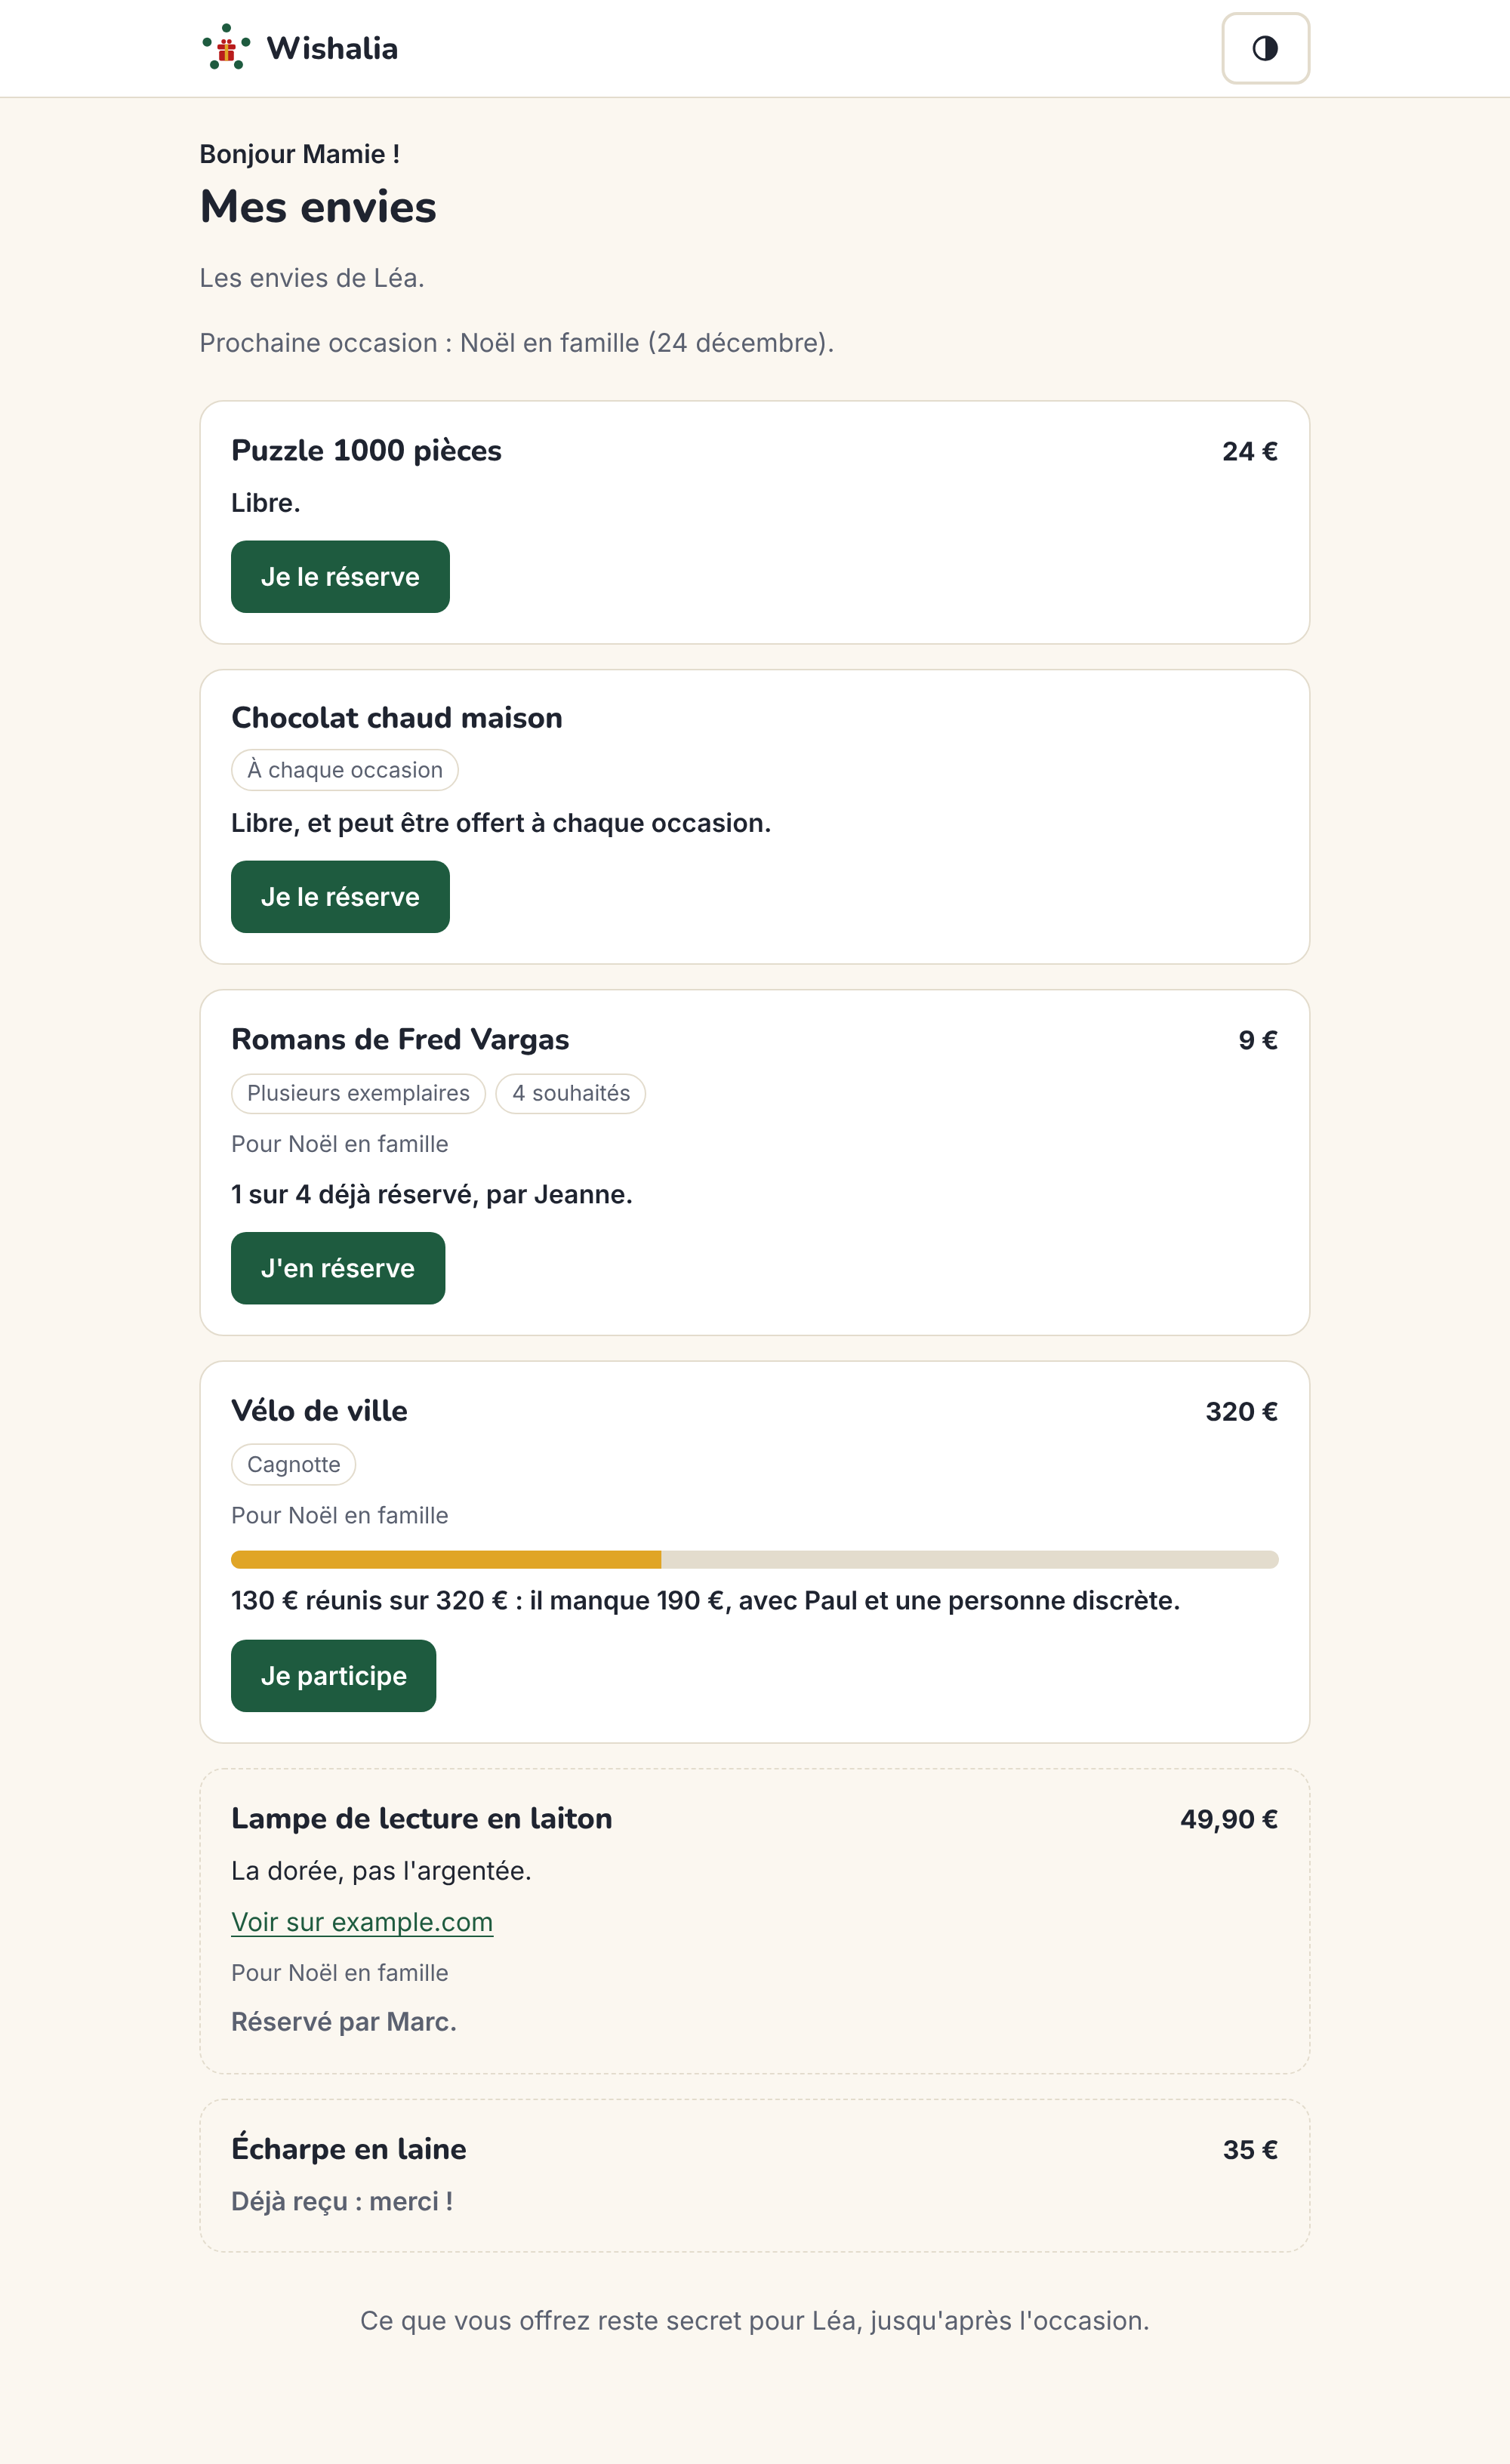 Wishalia
Bonjour Mamie !
Mes envies
Les envies de Léa.
Prochaine occasion : Noël en famille (24 décembre).
Puzzle 1000 pièces
24 €
Libre.
Je le réserve
Chocolat chaud maison
À chaque occasion
Libre, et peut être offert à chaque occasion.
Je le réserve
Romans de Fred Vargas
9 €
Plusieurs exemplaires
4 souhaités
Pour Noël en famille
1 sur 4 déjà réservé, par Jeanne.
J'en réserve
Vélo de ville
320 €
Cagnotte
Pour Noël en famille
130 € réunis sur 320 € : il manque 190 €, avec Paul et une personne discrète.
Je participe
Lampe de lecture en laiton
49,90 €
La dorée, pas l'argentée.
Voir sur example.com
Pour Noël en famille
Réservé par Marc.
Écharpe en laine
35 €
Déjà reçu : merci !
Ce que vous offrez reste secret pour Léa, jusqu'après l'occasion.